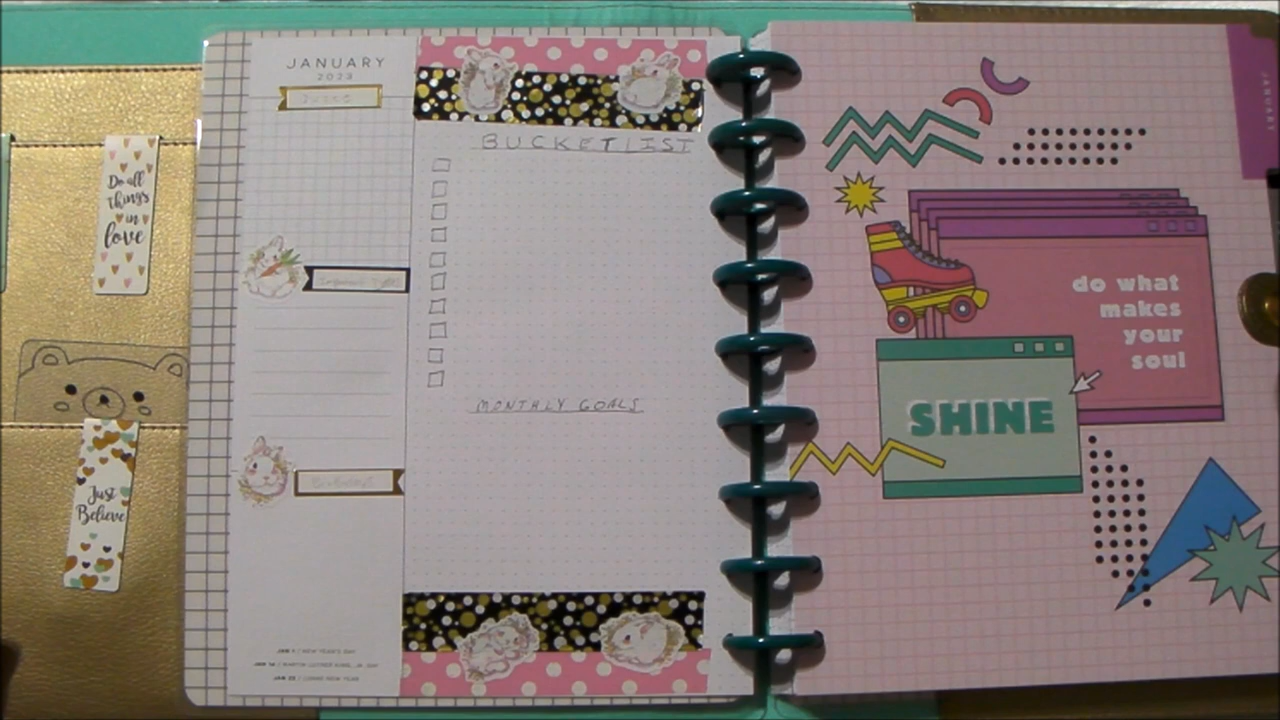 Do all
things
in
love
Just
Believe
JANUARY
2023
BUCKET LIST
MONTHLY GOALS
JAN 1 / NEW YEAR'S DAY
JAN 16 / MARTIN LUTHER KING, JR. DAY
JAN 22 / LUNAR NEW YEAR
JANUARY
do what
makes
your
soul
SHINE